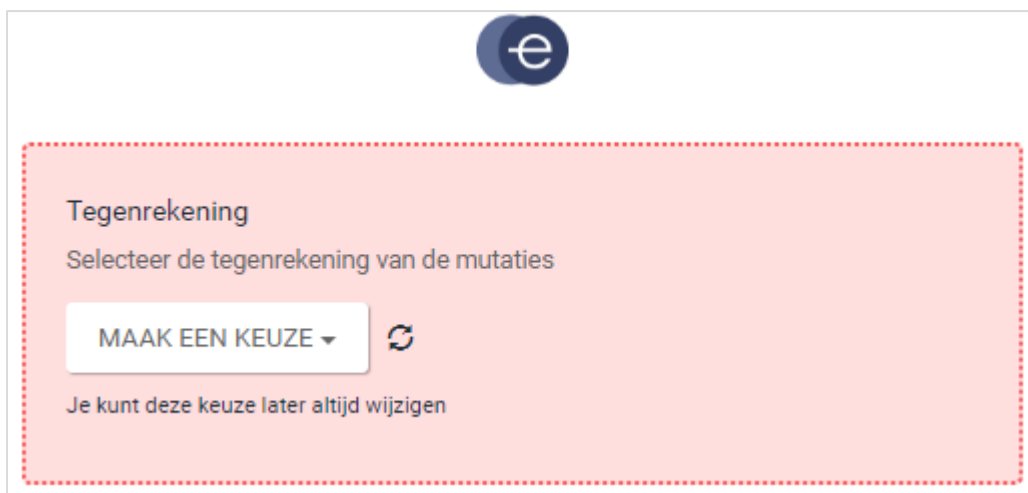 e
Tegenrekening
Selecteer de tegenrekening van de mutaties
MAAK EEN KEUZE
Je kunt deze keuze later altijd wijzigen